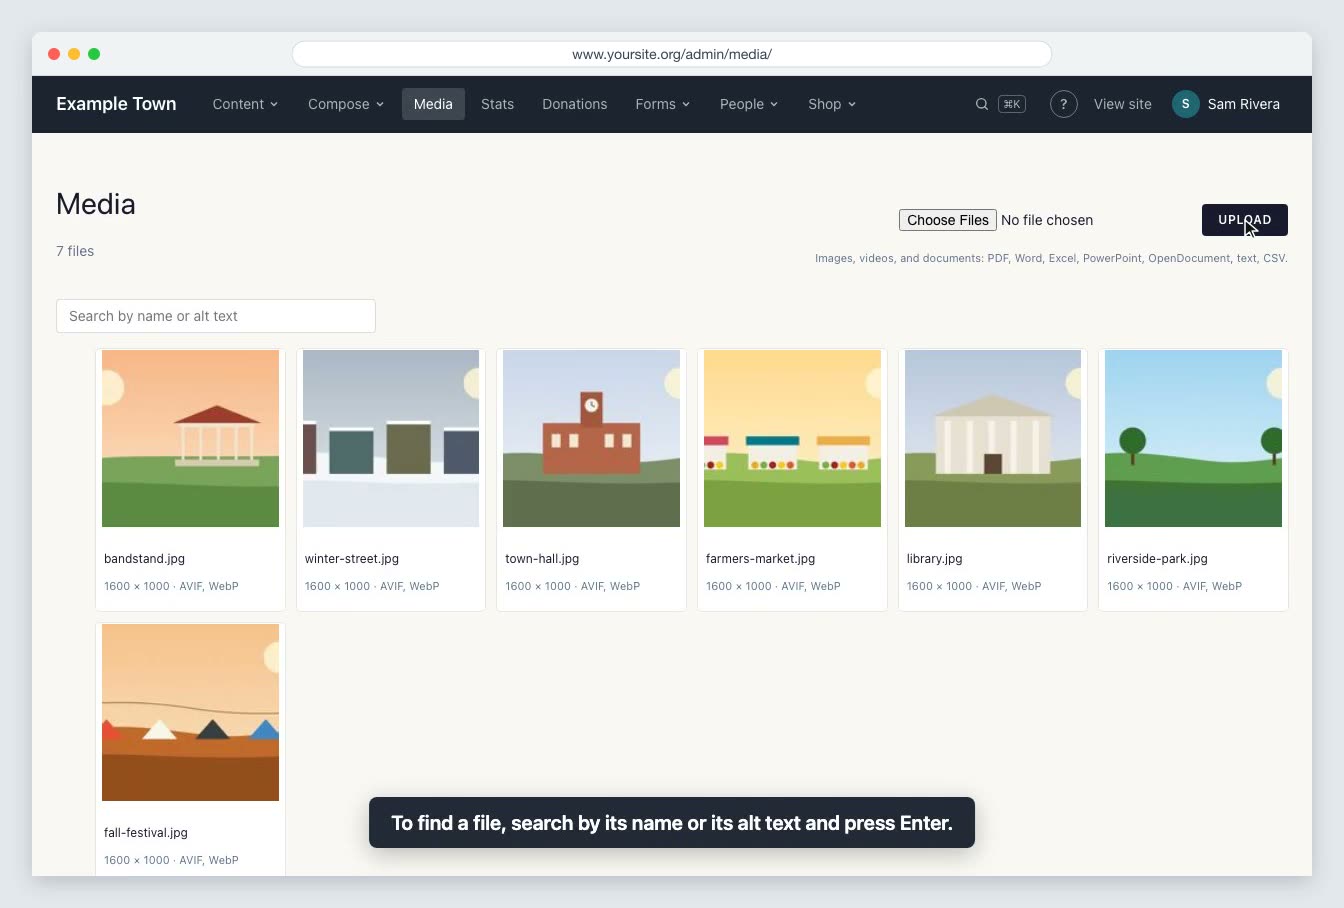 www.yoursite.org/admin/media/
Example Town
Content
Compose
Media
Stats
Donations
Forms
People
Shop
⌘K
?
View site
S
Sam Rivera
Media
7 files
Choose Files No file chosen
UPLOAD
Images, videos, and documents: PDF, Word, Excel, PowerPoint, OpenDocument, text, CSV.
Search by name or alt text
bandstand.jpg
1600 × 1000 · AVIF, WebP
winter-street.jpg
1600 × 1000 · AVIF, WebP
town-hall.jpg
1600 × 1000 · AVIF, WebP
farmers-market.jpg
1600 × 1000 · AVIF, WebP
library.jpg
1600 × 1000 · AVIF, WebP
riverside-park.jpg
1600 × 1000 · AVIF, WebP
fall-festival.jpg
1600 × 1000 · AVIF, WebP
To find a file, search by its name or its alt text and press Enter.